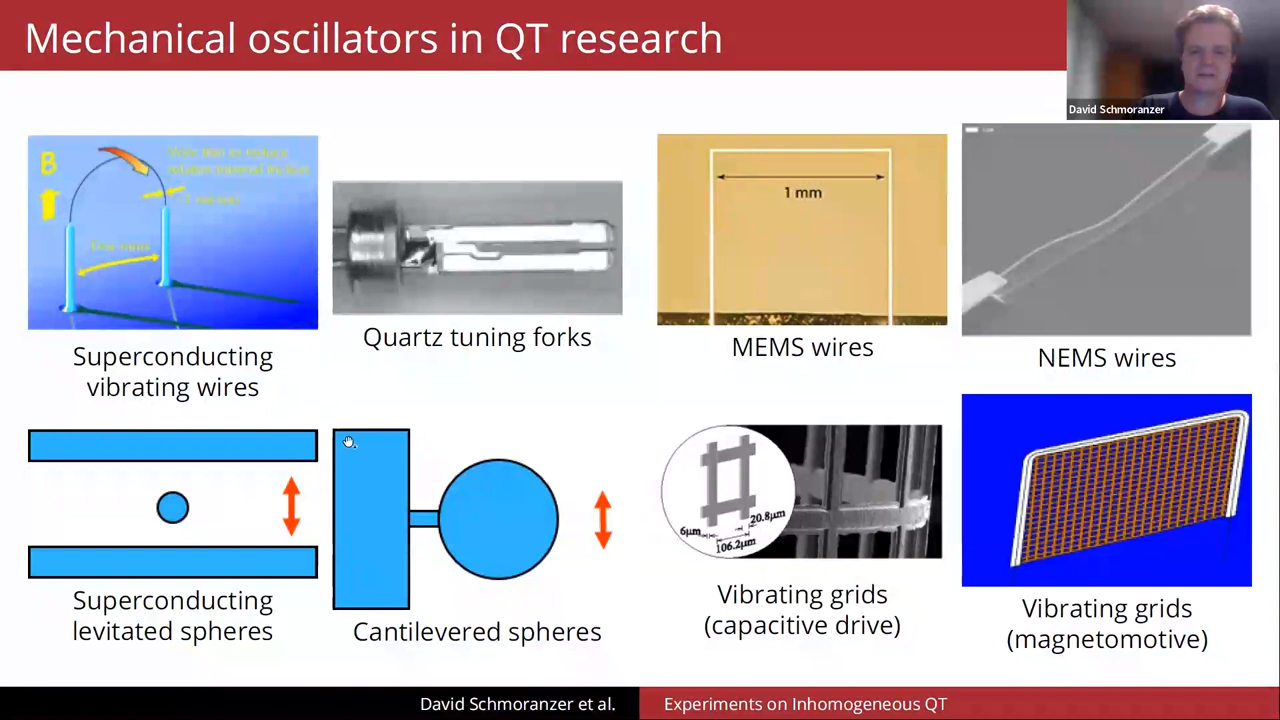 Mechanical oscillators in QT research
David Schmoranzer
B
1 mm
Superconducting
vibrating wires
Quartz tuning forks
MEMS wires
NEMS wires
6μm
20.8μm
106.2μm
Superconducting
levitated spheres
Cantilevered spheres
Vibrating grids
(capacitive drive)
Vibrating grids
(magnetomotive)
David Schmoranzer et al.
Experiments on Inhomogeneous QT